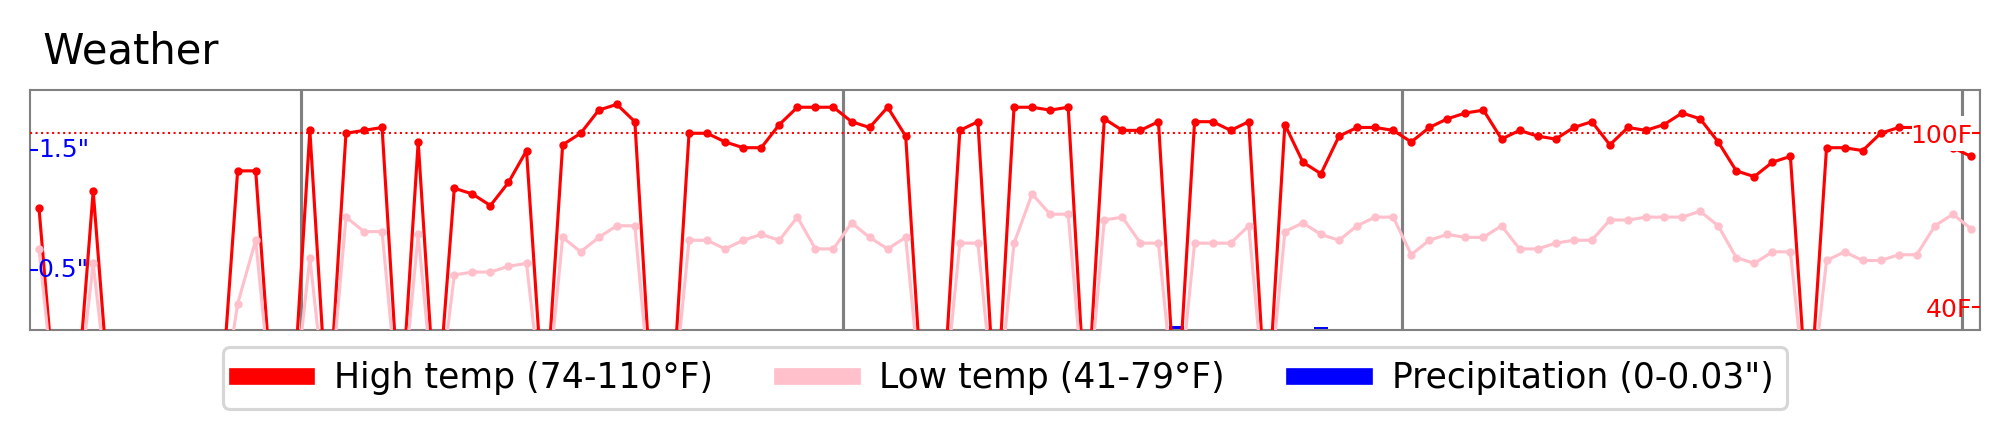 Weather
1.5"
0.5"
100F
40F
High temp (74-110°F) Low temp (41-79°F) Precipitation (0-0.03")